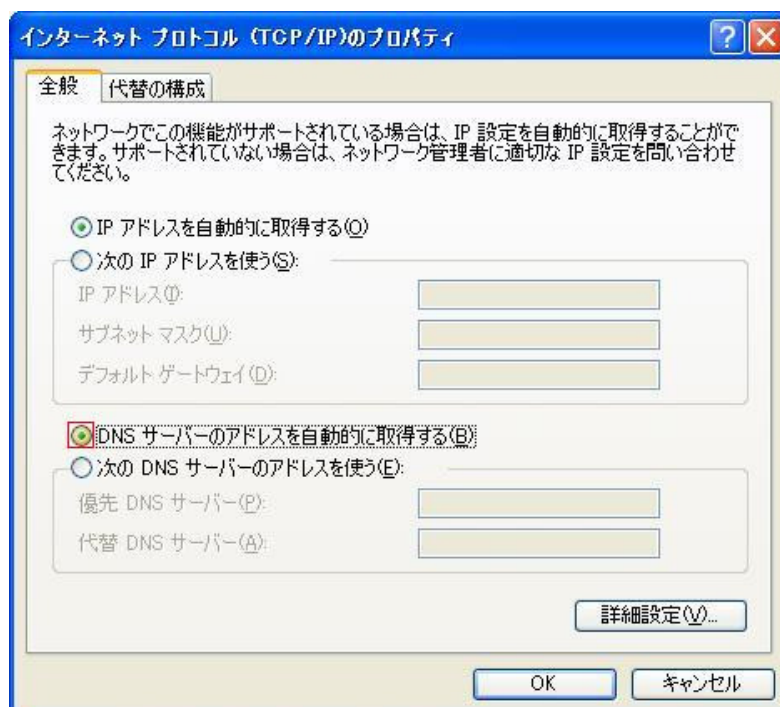 インターネット プロトコル (TCP/IP)のプロパティ
全般
代替の構成
ネットワークでこの機能がサポートされている場合は、IP 設定を自動的に取得することがで
きます。サポートされていない場合は、ネットワーク管理者に適切な IP 設定を問い合わせ
てください。
IP アドレスを自動的に取得する(O)
次の IP アドレスを使う(S):
IP アドレス(I):
サブネット マスク(U):
デフォルト ゲートウェイ(D):
DNS サーバーのアドレスを自動的に取得する(B)
次の DNS サーバーのアドレスを使う(E):
優先 DNS サーバー(P):
代替 DNS サーバー(A):
詳細設定(V)...
OK
キャンセル